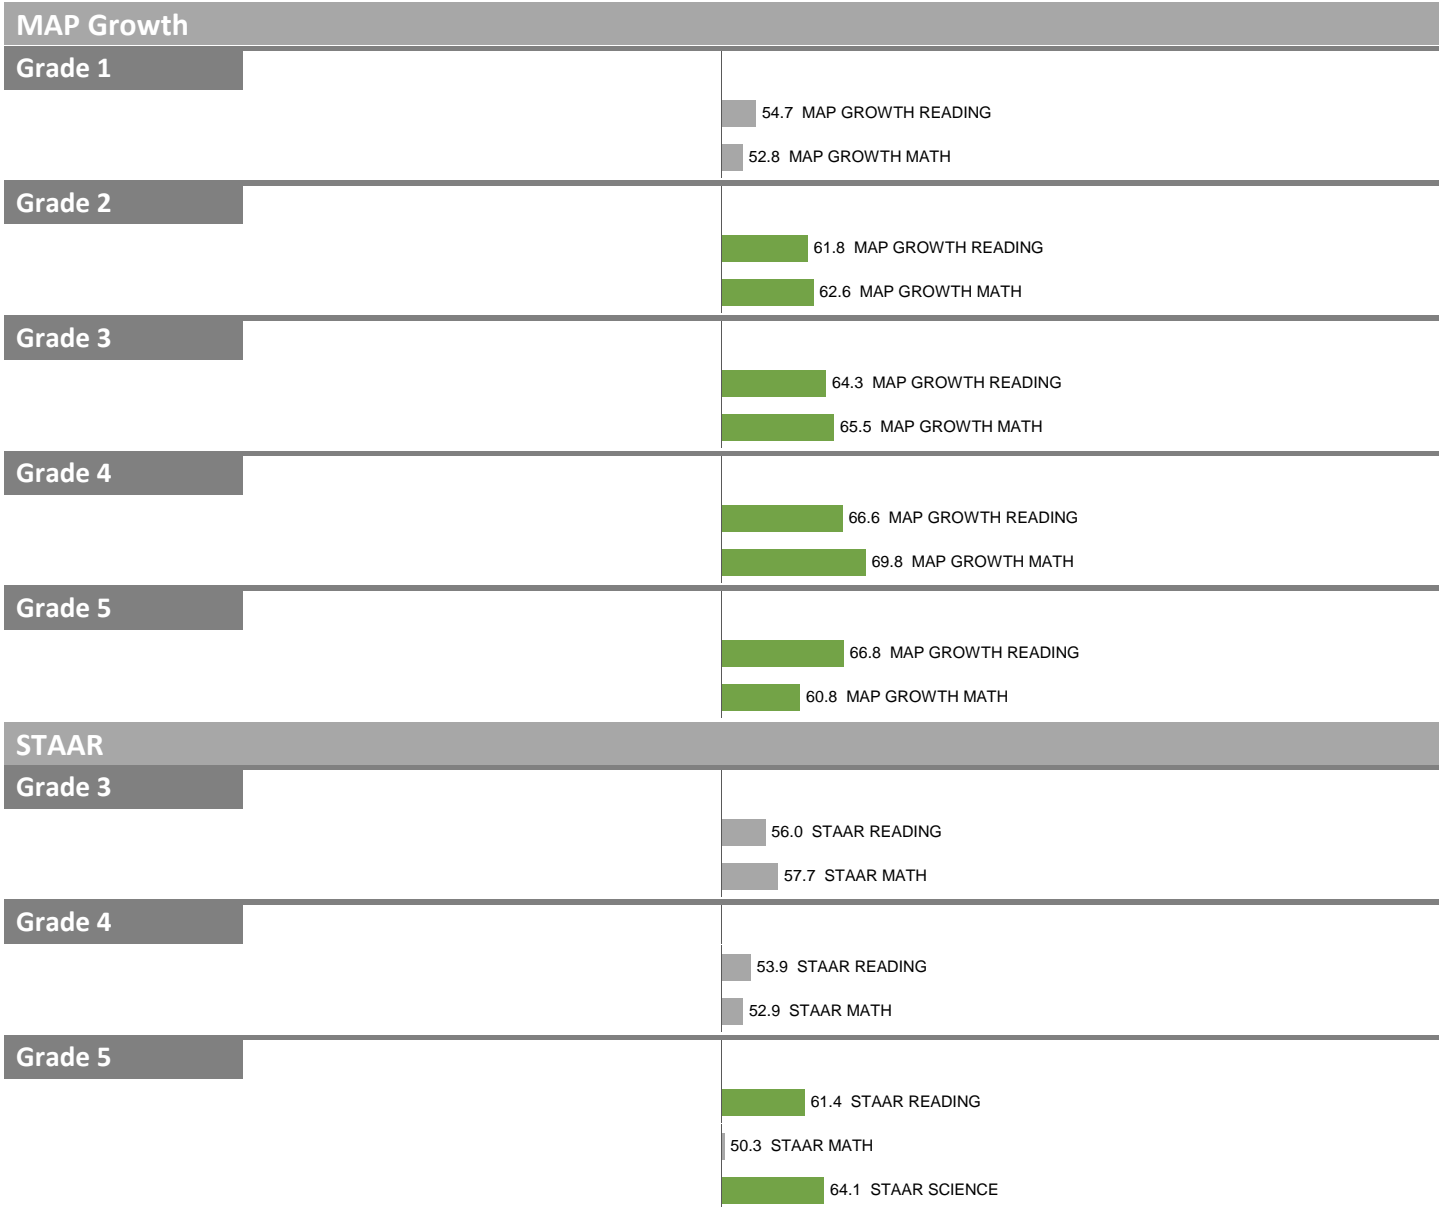 MAP Growth
Grade 1
54.7 MAP GROWTH READING
52.8 MAP GROWTH MATH
Grade 2
61.8 MAP GROWTH READING
62.6 MAP GROWTH MATH
Grade 3
64.3 MAP GROWTH READING
65.5 MAP GROWTH MATH
Grade 4
66.6 MAP GROWTH READING
69.8 MAP GROWTH MATH
Grade 5
66.8 MAP GROWTH READING
60.8 MAP GROWTH MATH
STAAR
Grade 3
56.0 STAAR READING
57.7 STAAR MATH
Grade 4
53.9 STAAR READING
52.9 STAAR MATH
Grade 5
61.4 STAAR READING
50.3 STAAR MATH
64.1 STAAR SCIENCE